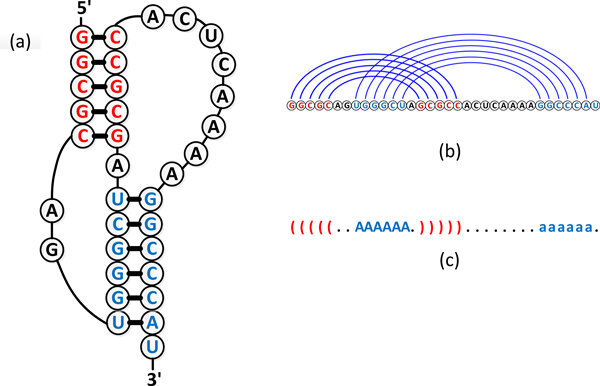 (a)
5'
G C A C U C A A A A
G C
C G
G C
C G
A
A
G
U G
C G
G C
G C
G C
U A
U
3'
GGCGCAGUGGGCUAGCGCCACUCAAAAGGCCCAU
(b)
(((((..AAAAAA.)))))........aaaaaa.
(c)